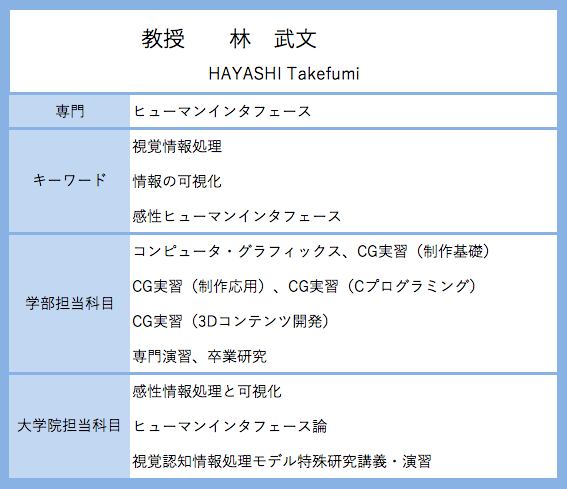 教授　　林　武文
HAYASHI Takefumi
専門
ヒューマンインタフェース
キーワード
視覚情報処理
情報の可視化
感性ヒューマンインタフェース
学部担当科目
コンピュータ・グラフィックス、CG実習（制作基礎）
CG実習（制作応用）、CG実習（Cプログラミング）
CG実習（3Dコンテンツ開発）
専門演習、卒業研究
大学院担当科目
感性情報処理と可視化
ヒューマンインタフェース論
視覚認知情報処理モデル特殊研究講義・演習